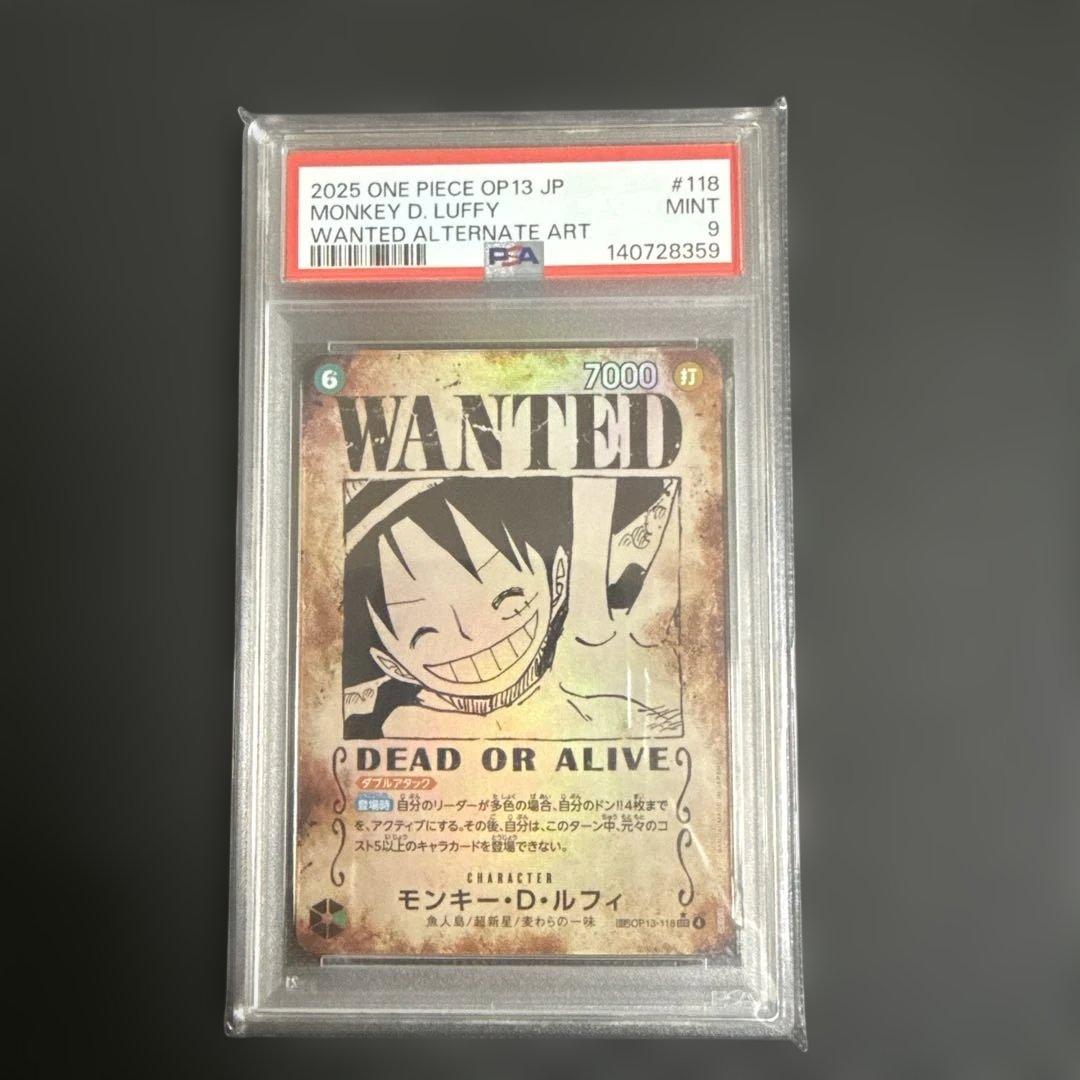 2025 ONE PIECE OP13 JP #118
MONKEY D. LUFFY MINT
WANTED ALTERNATE ART 9
PSA 140728359
6 7000 打
WANTED
DEAD OR ALIVE
ダブルアタック
登場時 自分のリーダーが多色の場合、自分のドン!!4枚まで
を、アクティブにする。その後、自分は、このターン中、元々のコ
スト5以上のキャラカードを登場できない。
CHARACTER
モンキー・D・ルフィ
魚人島/超新星/麦わらの一味 OP13-118 4
PSA